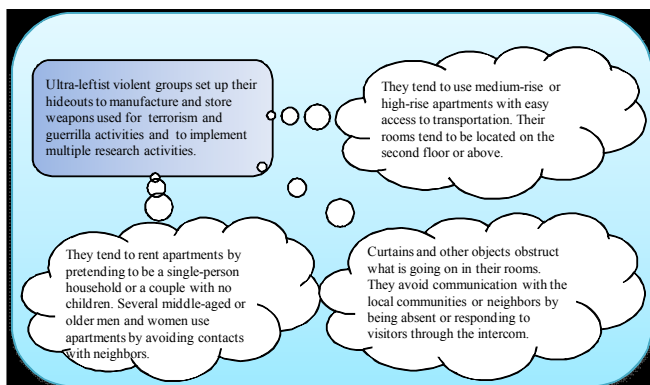 Ultra-leftist violent groups set up their
hideouts to manufacture and store
weapons used for terrorism and
guerrilla activities and to implement
multiple research activities.
They tend to use medium-rise or
high-rise apartments with easy
access to transportation. Their
rooms tend to be located on the
second floor or above.
They tend to rent apartments by
pretending to be a single-person
household or a couple with no
children. Several middle-aged or
older men and women use
apartments by avoiding contacts
with neighbors.
Curtains and other objects obstruct
what is going on in their rooms.
They avoid communication with the
local communities or neighbors by
being absent or responding to
visitors through the intercom.